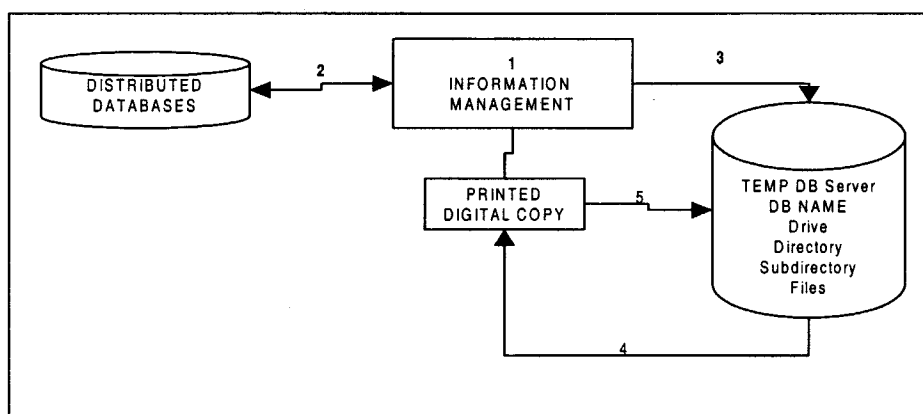 DISTRIBUTED
DATABASES
2
1
INFORMATION
MANAGEMENT
3
PRINTED
DIGITAL COPY
5
TEMP DB Server
DB NAME
Drive
Directory
Subdirectory
Files
4